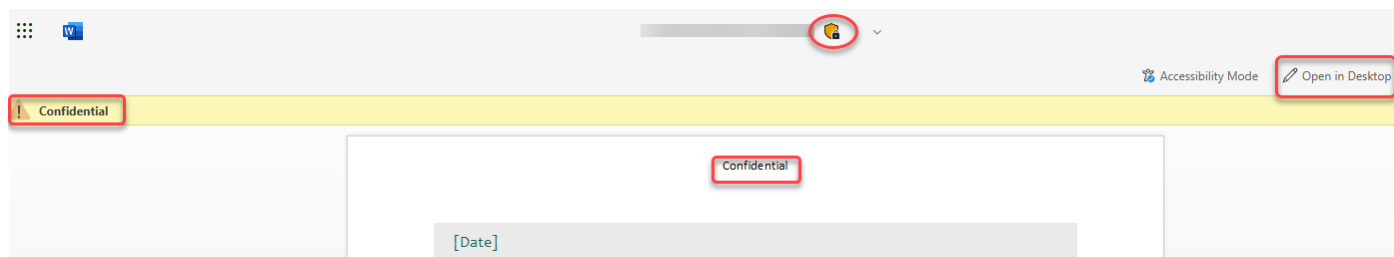 W
Accessibility Mode
Open in Desktop
! Confidential
Confidential
[Date]